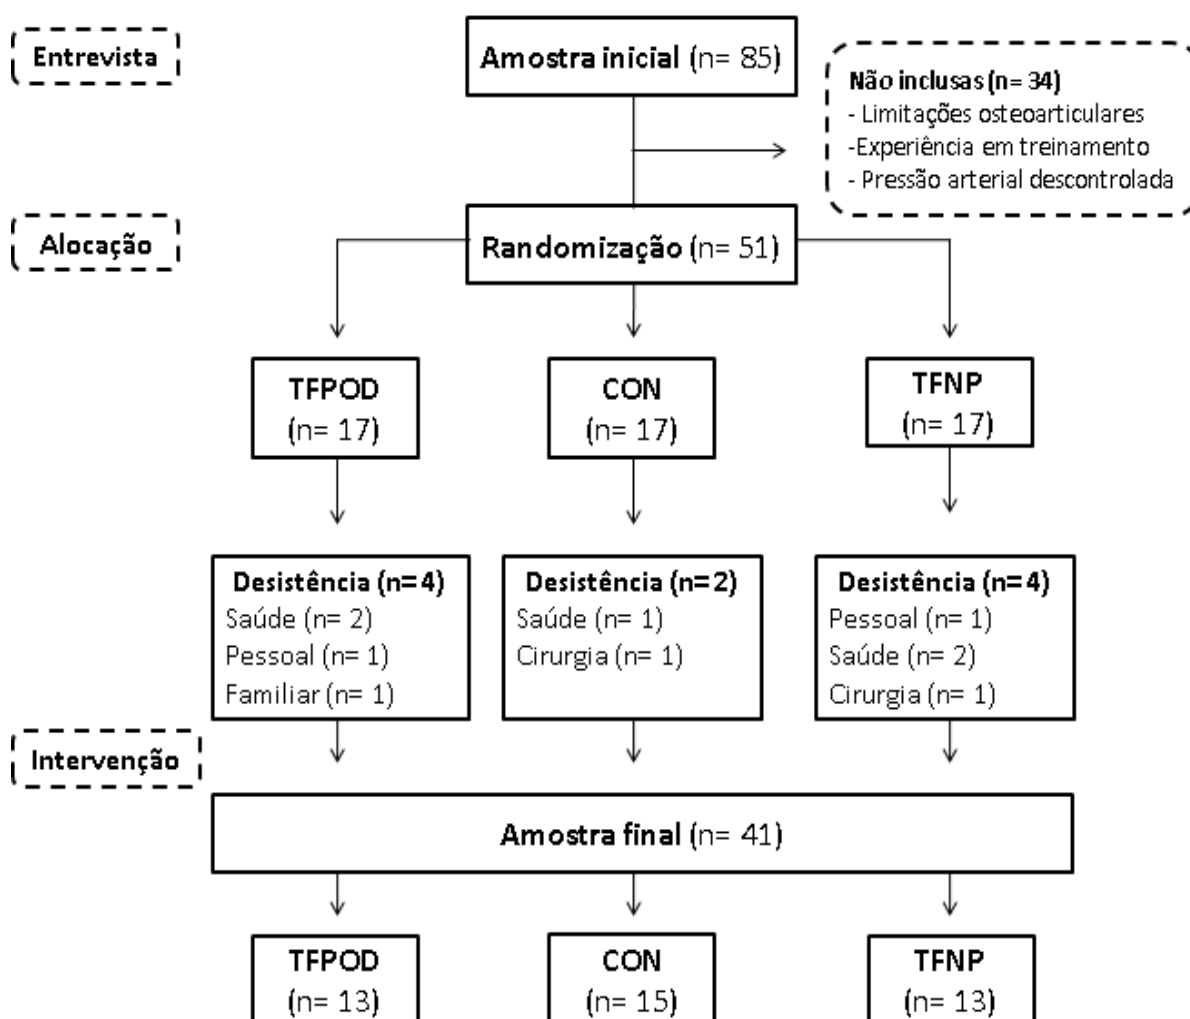 Entrevista
Amostra inicial (n= 85)
Não inclusas (n= 34)
- Limitações osteoarticulares
-Experiência em treinamento
- Pressão arterial descontrolada
Alocação
Randomização (n= 51)
TFPOD
(n= 17)
CON
(n= 17)
TFNP
(n= 17)
Desistência (n= 4)
Saúde (n= 2)
Pessoal (n= 1)
Familiar (n= 1)
Desistência (n= 2)
Saúde (n= 1)
Cirurgia (n= 1)
Desistência (n= 4)
Pessoal (n= 1)
Saúde (n= 2)
Cirurgia (n= 1)
Intervenção
Amostra final (n= 41)
TFPOD
(n= 13)
CON
(n= 15)
TFNP
(n= 13)